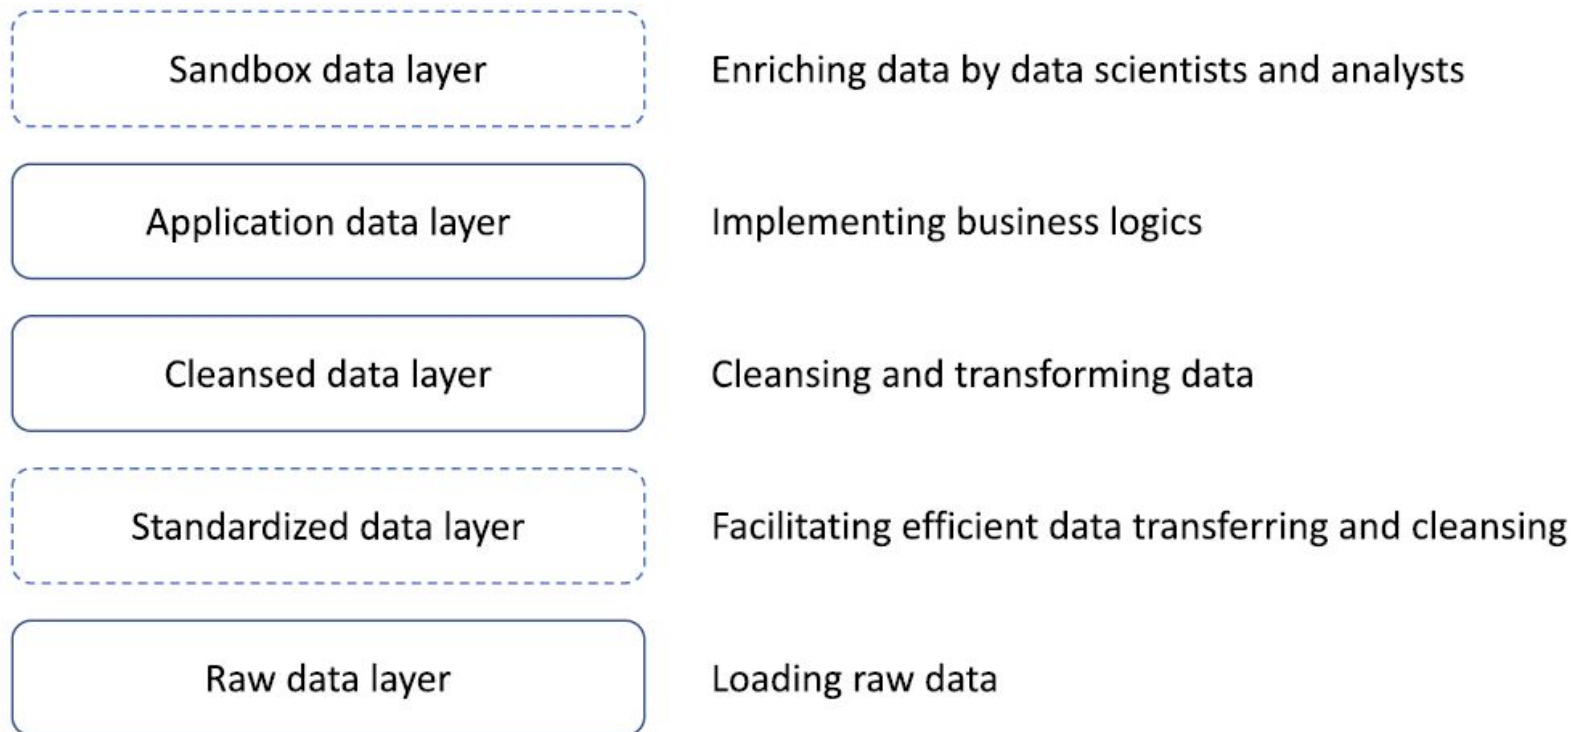 Sandbox data layer Enriching data by data scientists and analysts
Application data layer Implementing business logics
Cleansed data layer Cleansing and transforming data
Standardized data layer Facilitating efficient data transferring and cleansing
Raw data layer Loading raw data